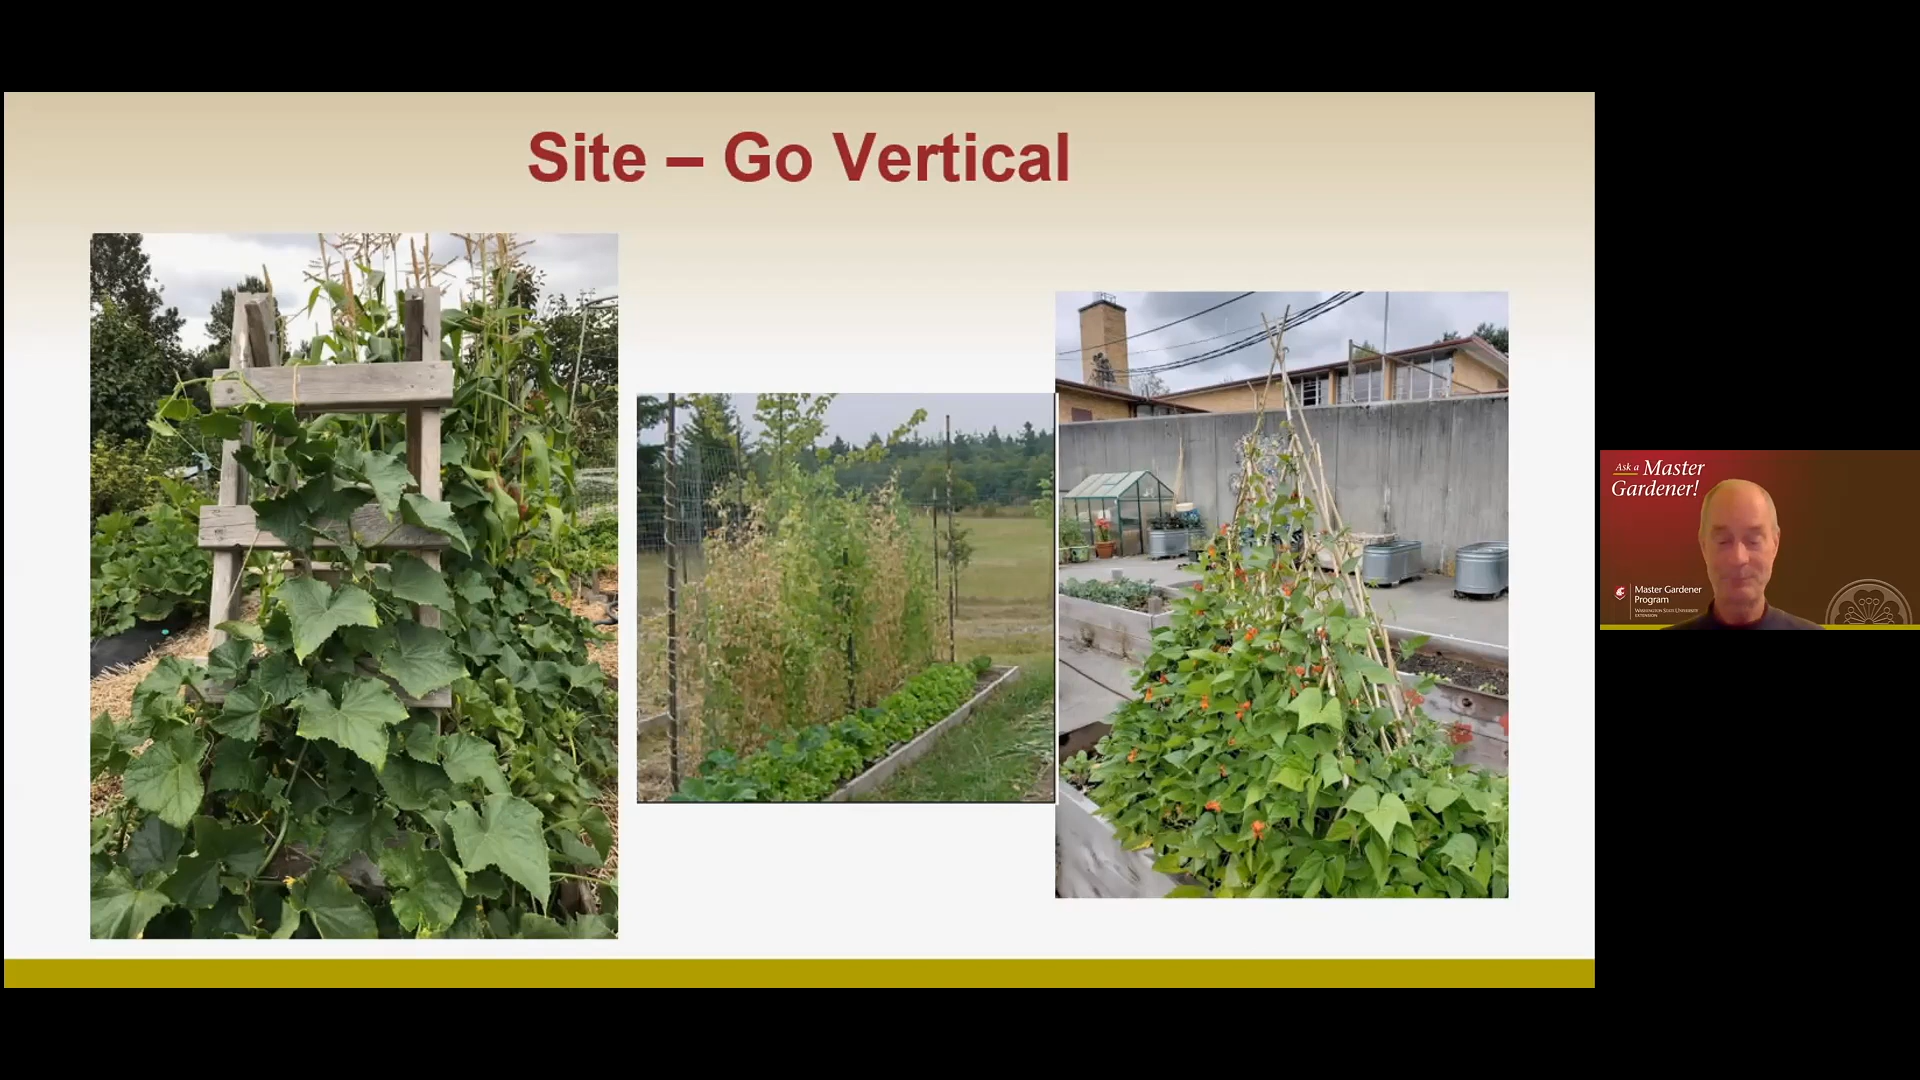 Site – Go Vertical
Ask a Master
Gardener!
Master Gardener
Program
WASHINGTON STATE UNIVERSITY
EXTENSION